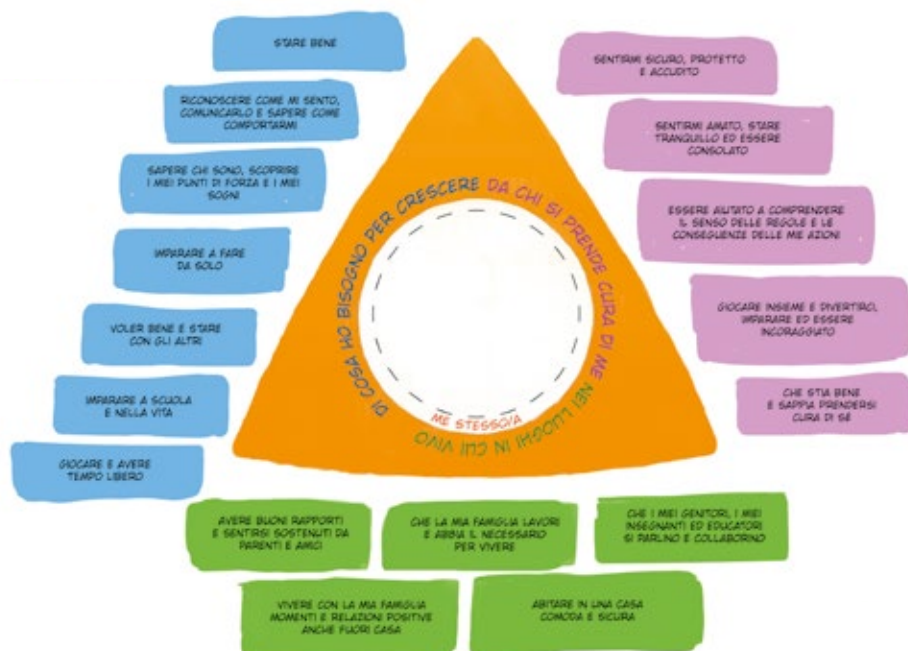 STARE BENE
RICONOSCERE COME MI SENTO,
COMUNICARLO E SAPERE COME
COMPORTARMI
SAPERE CHI SONO, SCOPRIRE
I MIEI PUNTI DI FORZA E I MIEI
SOGNI
IMPARARE A FARE
DA SOLO
VOLER BENE E STARE
CON GLI ALTRI
IMPARARE A SCUOLA
E NELLA VITA
GIOCARE E AVERE
TEMPO LIBERO
DI COSA HO BISOGNO PER CRESCERE
DA CHI SI PRENDE CURA DI ME
NEI LUOGHI IN CUI VIVO
ME STESSO/A
SENTIRMI SICURO, PROTETTO
E ACCUDITO
SENTIRMI AMATO, STARE
TRANQUILLO ED ESSERE
CONSOLATO
ESSERE AIUTATO A COMPRENDERE
IL SENSO DELLE REGOLE E LE
CONSEGUENZE DELLE MIE AZIONI
GIOCARE INSIEME E DIVERTIRCI,
IMPARARE ED ESSERE
INCORAGGIATO
CHE STIA BENE
E SAPPIA PRENDERSI
CURA DI SÉ
AVERE BUONI RAPPORTI
E SENTIRSI SOSTENUTI DA
PARENTI E AMICI
CHE LA MIA FAMIGLIA LAVORI
E ABBIA IL NECESSARIO
PER VIVERE
CHE I MIEI GENITORI, I MIEI
INSEGNANTI ED EDUCATORI
SI PARLINO E COLLABORINO
VIVERE CON LA MIA FAMIGLIA
MOMENTI E RELAZIONI POSITIVE
ANCHE FUORI CASA
ABITARE IN UNA CASA
COMODA E SICURA